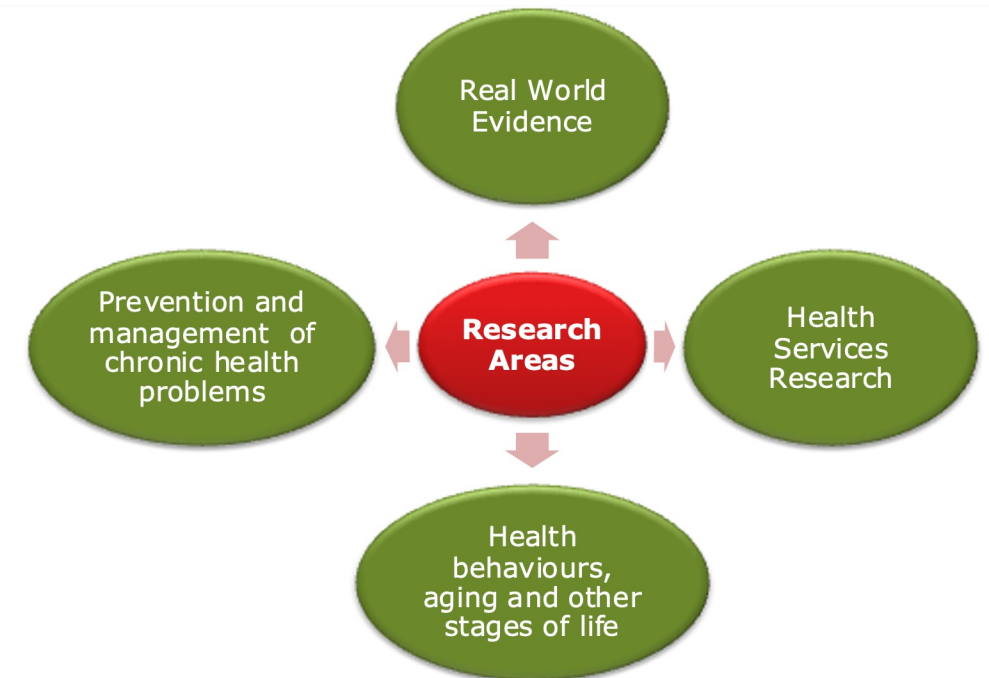 Real World
Evidence
Prevention and
management of
chronic health
problems
Research
Areas
Health
Services
Research
Health
behaviours,
aging and other
stages of life